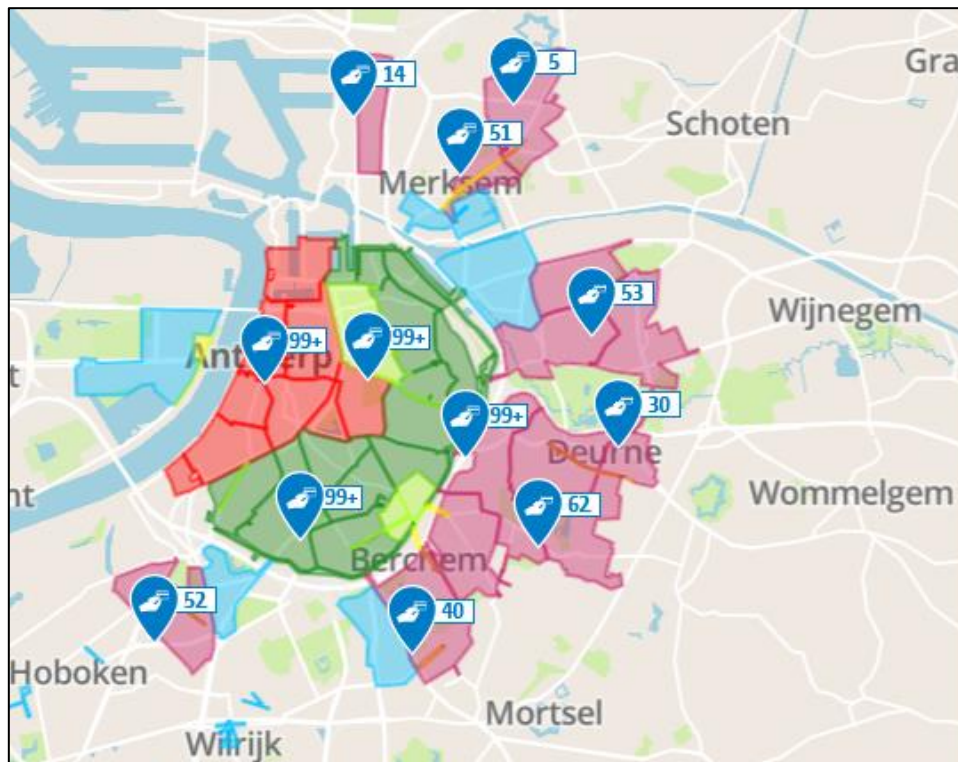 14
5
Gra
51
Schoten
Merksem
53
Wijnegem
99+
99+
Antwerp
t
30
99+
Deurne
nt
99+
62
Wommelgem
Berchem
52
40
Hoboken
Mortsel
Wilrijk